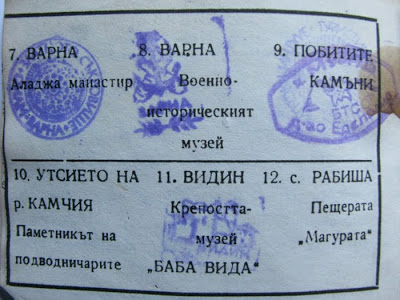 7. ВАРНА
Аладжа манастир
8. ВАРНА
Военно-
историческият
музей
9. ПОБИТИТЕ
КАМЪНИ
10. УТСИЕТО НА
р. КАМЧИЯ
Паметникът на
подводничарите
11. ВИДИН
Крепостта-
музей
„БАБА ВИДА"
12. с. РАБИША
Пещерата
„Магурата"